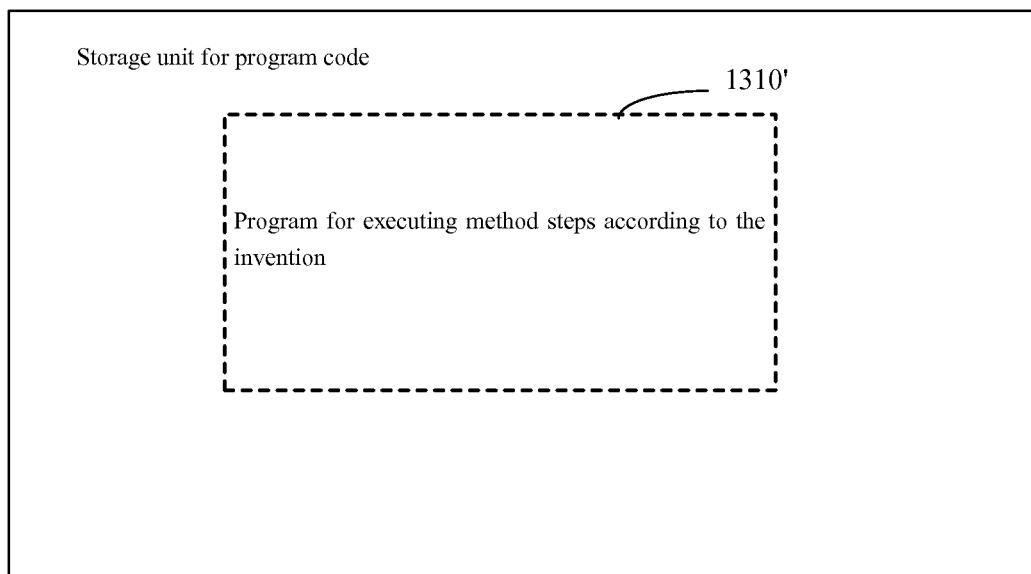 Storage unit for program code
1310'
Program for executing method steps according to the
invention